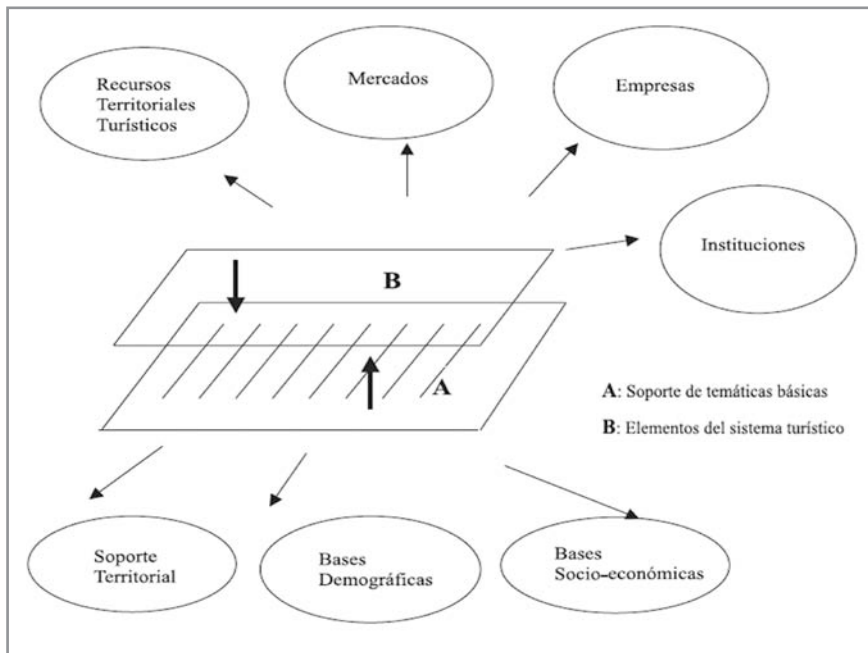 Recursos
Territoriales
Turísticos
Mercados
Empresas
Instituciones
B
A
A: Soporte de temáticas básicas
B: Elementos del sistema turístico
Soporte
Territorial
Bases
Demográficas
Bases
Socio-económicas